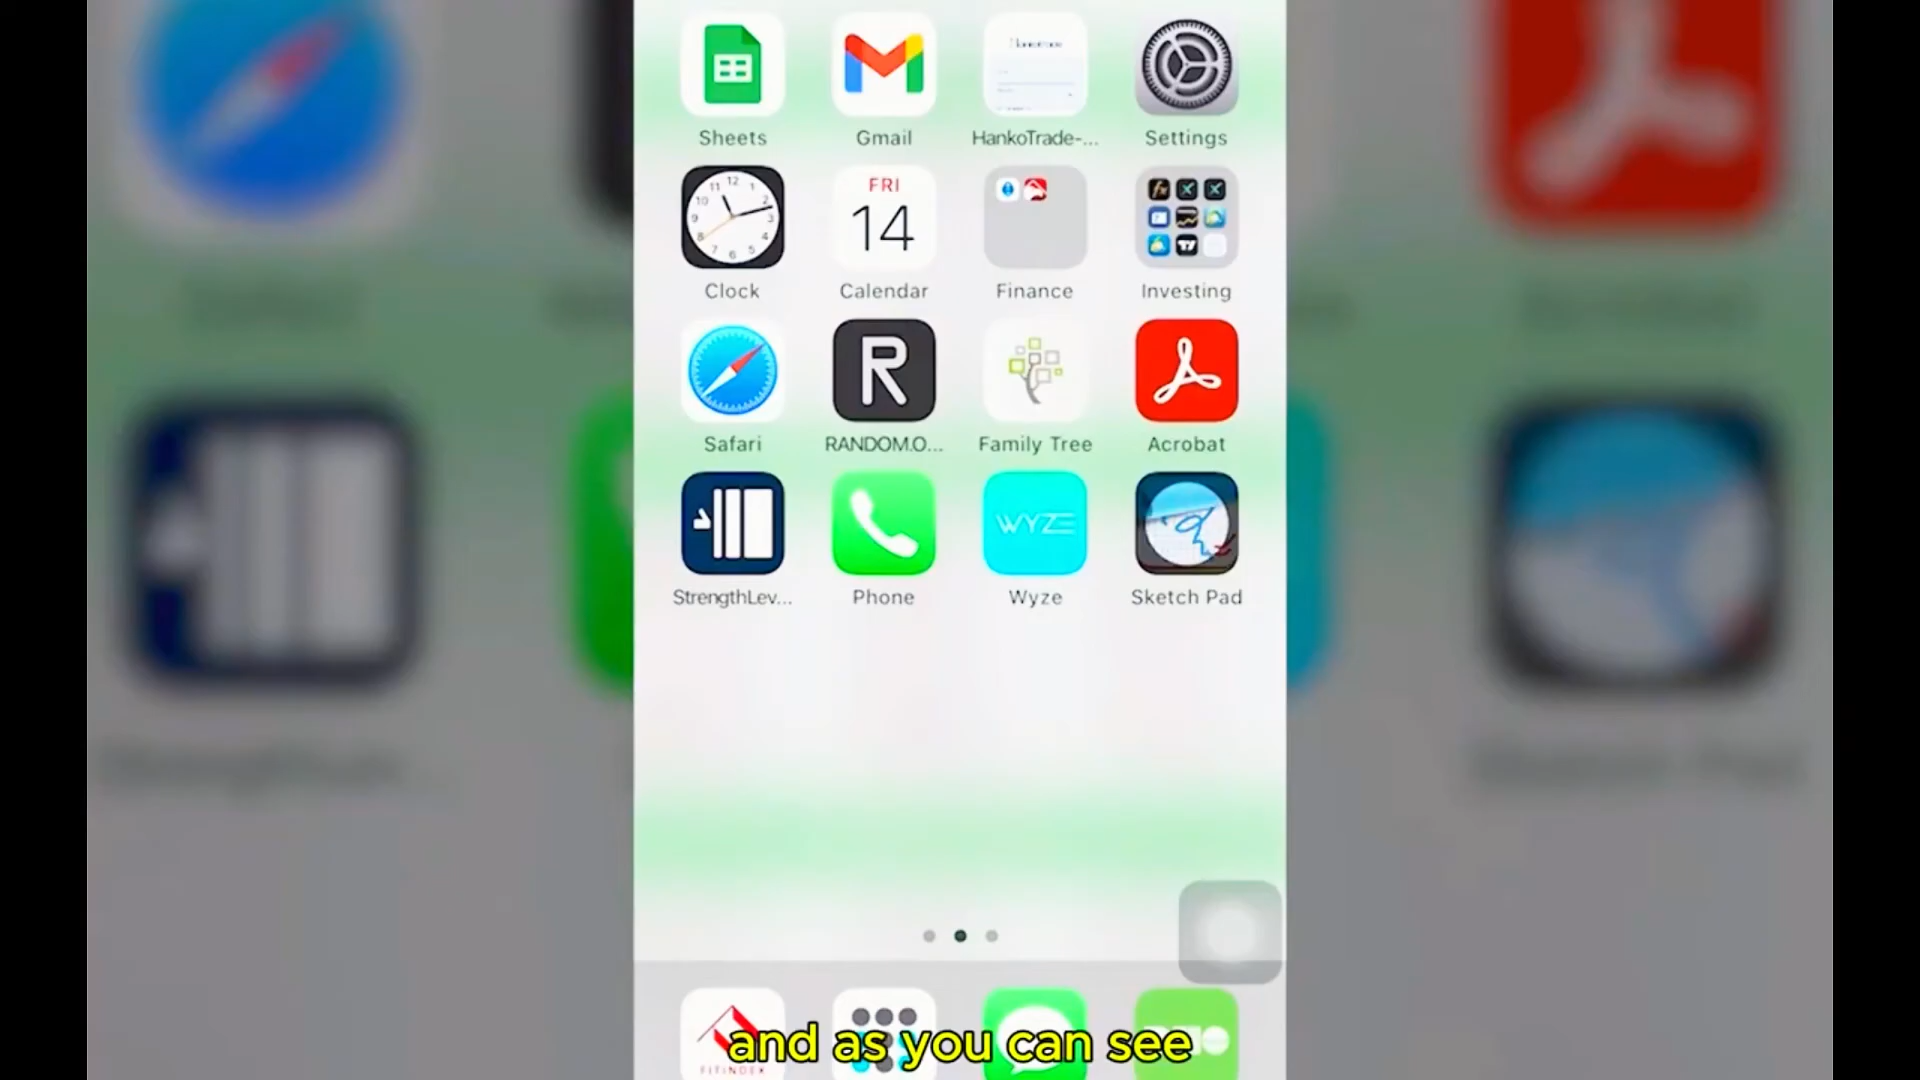 Sheets Gmail HankoTrade-... Settings
FRI
14
Clock Calendar Finance Investing
R
Safari RANDOM.O... Family Tree Acrobat
WYZE
StrengthLev... Phone Wyze Sketch Pad
and as you can see
FITINDEX